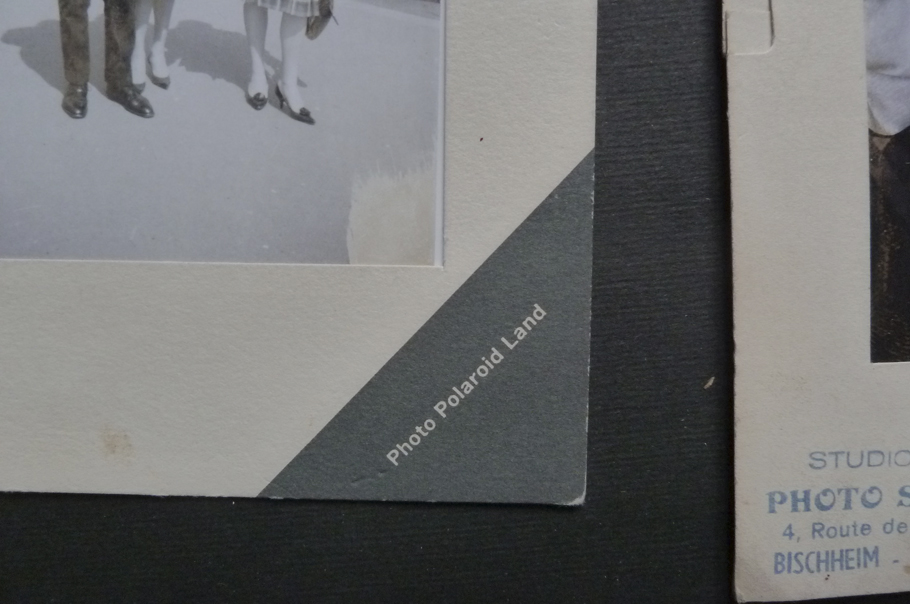 Photo Polaroid Land
STUDIO
PHOTO
4, Route de
BISCHHEIM -